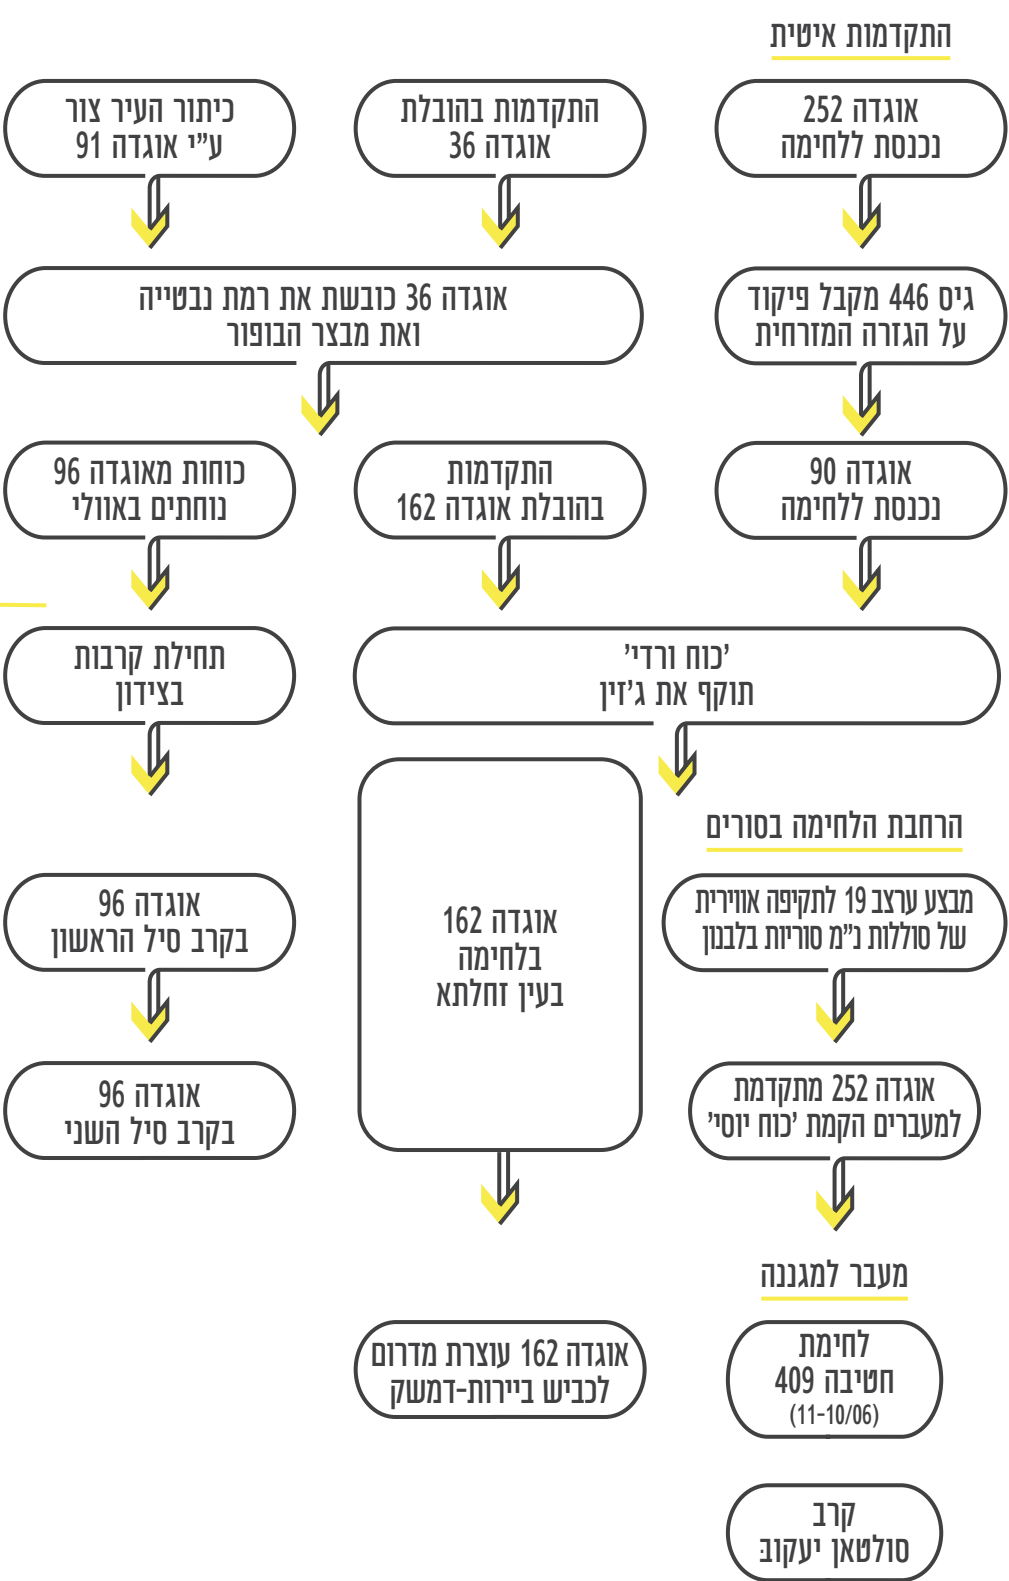 התקדמות איטית
אוגדה 252
נכנסת ללחימה
התקדמות בהובלת
אוגדה 36
כיתור העיר צור
ע"י אוגדה 91
גיס 446 מקבל פיקוד
על הגזרה המזרחית
אוגדה 36 כובשת את רמת נבטייה
ואת מבצר הבופור
אוגדה 90
נכנסת ללחימה
התקדמות
בהובלת אוגדה 162
כוחות מאוגדה 96
נוחתים באוולי
'כוח ורדי'
תוקף את ג'זין
תחילת קרבות
בצידון
הרחבת הלחימה בסורים
מבצע ערצב 19 לתקיפה אווירית
של סוללות נ"מ סוריות בלבנון
אוגדה 162
בלחימה
בעין זחלתא
אוגדה 96
בקרב סיל הראשון
אוגדה 252 מתקדמת
למעברים הקמת 'כוח יוסי'
אוגדה 96
בקרב סיל השני
מעבר למגננה
לחימת
חטיבה 409
(11-10/06)
אוגדה 162 עוצרת מדרום
לכביש ביירות-דמשק
קרב
סולטאן יעקוב